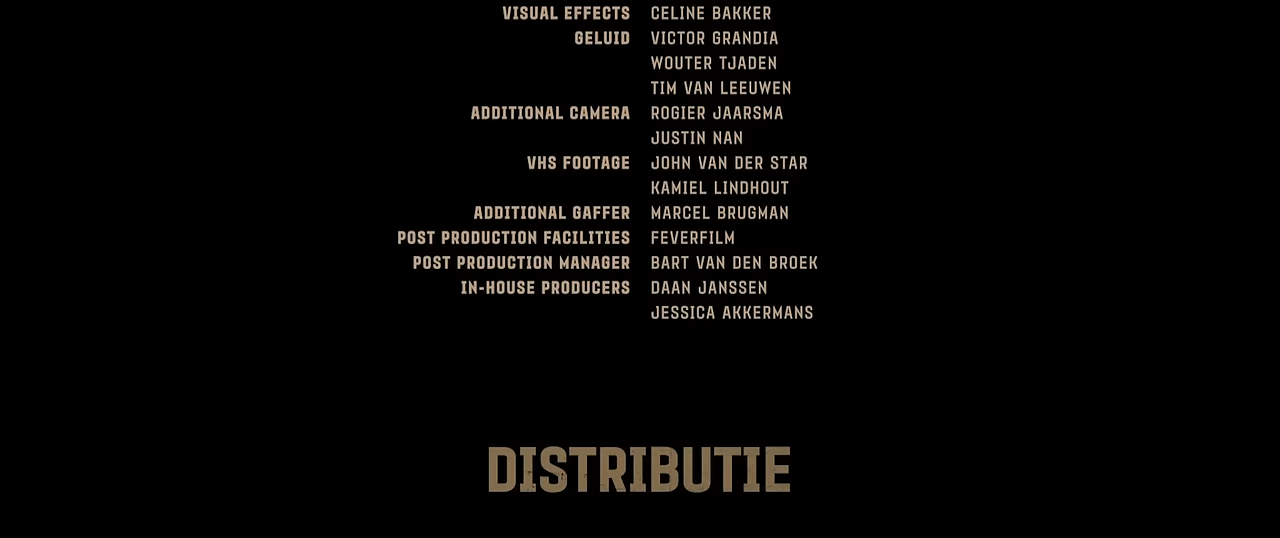 VISUAL EFFECTS CELINE BAKKER
GELUID VICTOR GRANDIA
WOUTER TJADEN
TIM VAN LEEUWEN
ADDITIONAL CAMERA ROGIER JAARSMA
JUSTIN NAN
VHS FOOTAGE JOHN VAN DER STAR
KAMIEL LINDHOUT
ADDITIONAL GAFFER MARCEL BRUGMAN
POST PRODUCTION FACILITIES FEVERFILM
POST PRODUCTION MANAGER BART VAN DEN BROEK
IN-HOUSE PRODUCERS DAAN JANSSEN
JESSICA AKKERMANS
DISTRIBUTIE